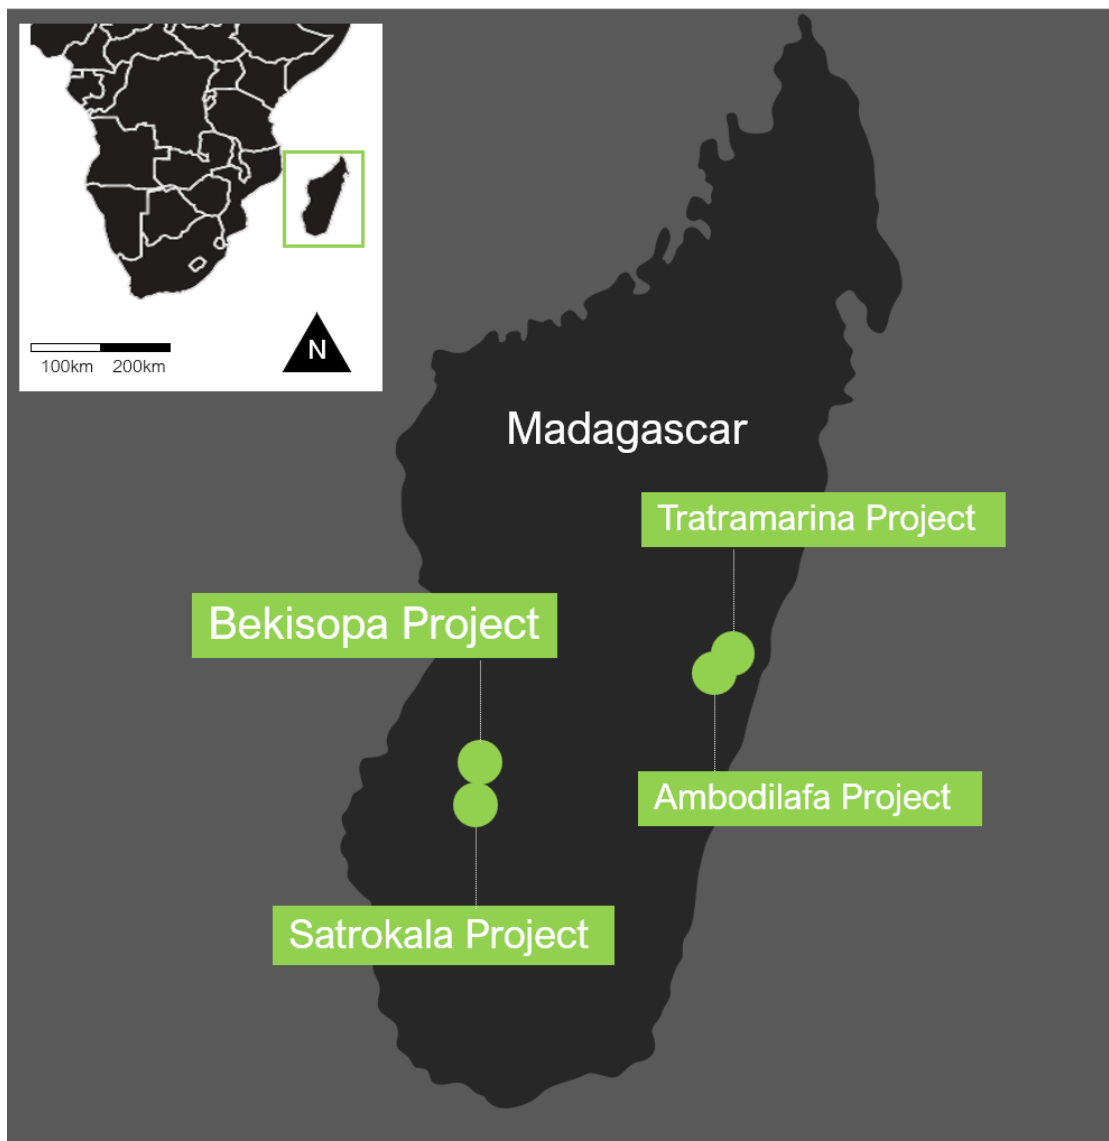 N
100km 200km
Madagascar
Tratramarina Project
Bekisopa Project
Ambodilafa Project
Satrokala Project